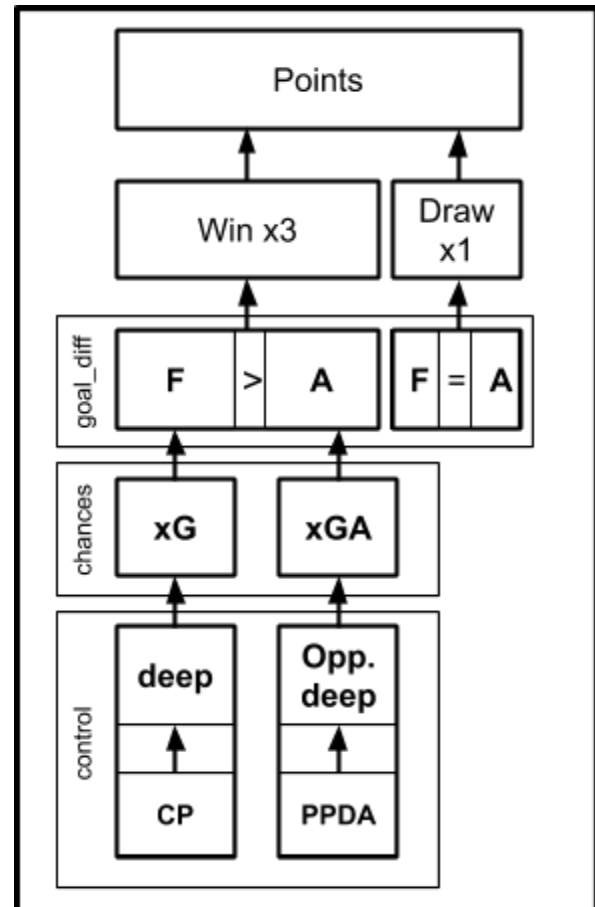 Points
Win x3
Draw
x1
goal_diff
F > A
F = A
chances
xG
xGA
control
deep
Opp.
deep
CP
PPDA